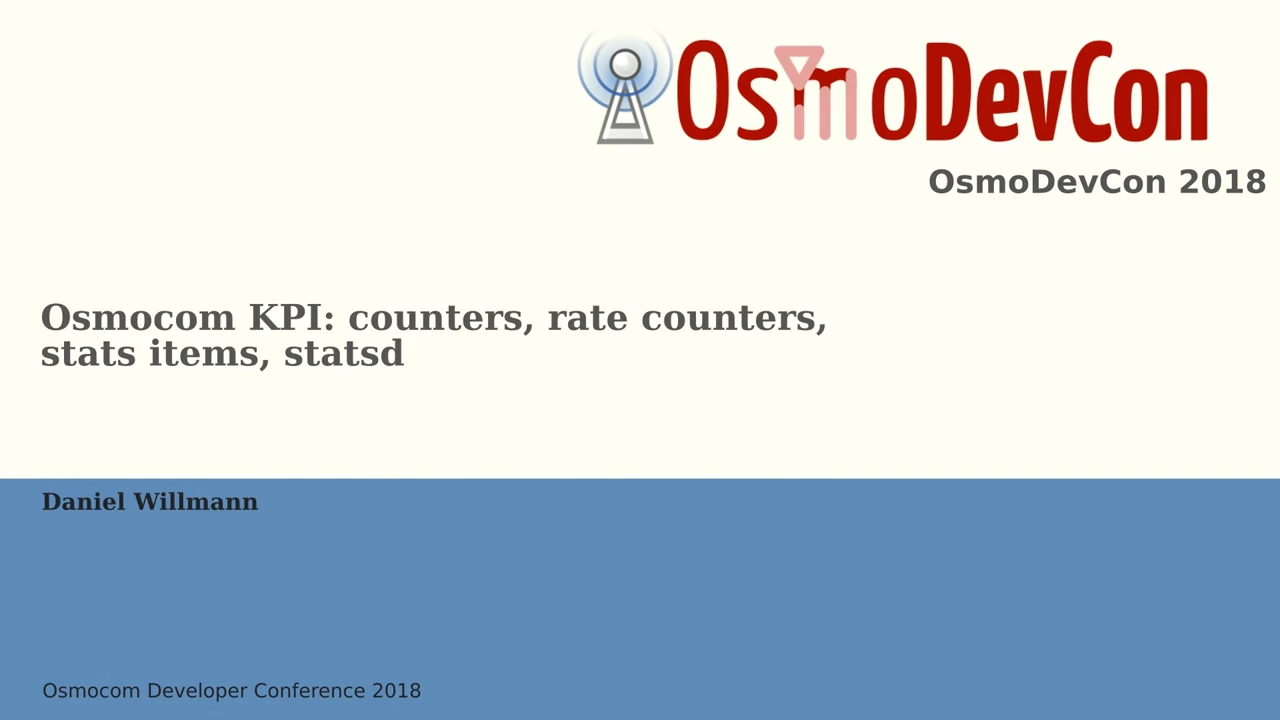 OsmoDevCon
OsmoDevCon 2018
Osmocom KPI: counters, rate counters,
stats items, statsd
Daniel Willmann
Osmocom Developer Conference 2018